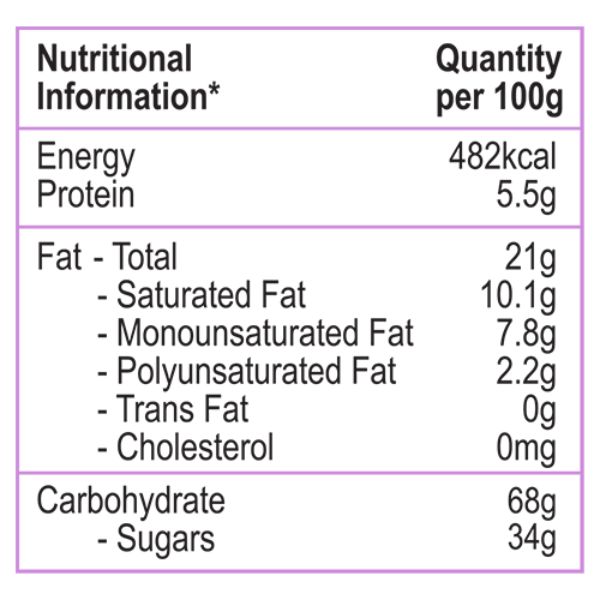 Nutritional Quantity
Information* per 100g
Energy 482kcal
Protein 5.5g
Fat - Total 21g
- Saturated Fat 10.1g
- Monounsaturated Fat 7.8g
- Polyunsaturated Fat 2.2g
- Trans Fat 0g
- Cholesterol 0mg
Carbohydrate 68g
- Sugars 34g